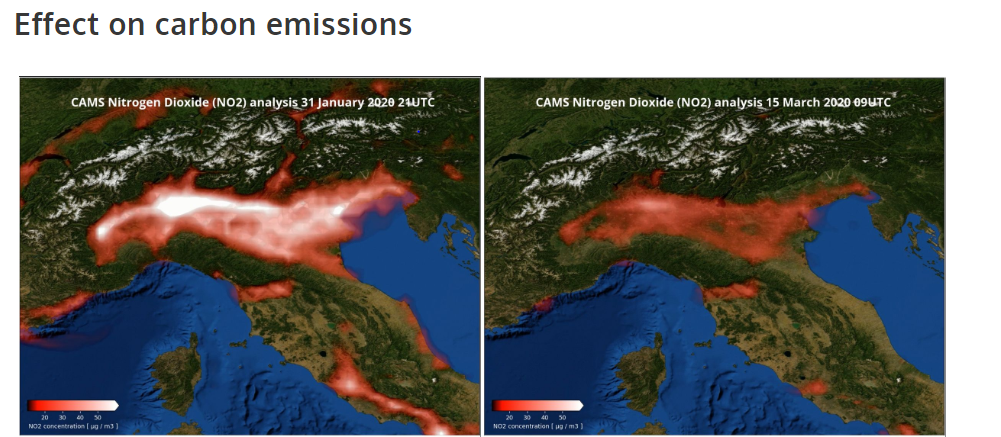 Effect on carbon emissions
CAMS Nitrogen Dioxide (NO2) analysis 31 January 2020 21UTC
20 30 40 50
NO2 concentration [ µg / m3 ]
CAMS Nitrogen Dioxide (NO2) analysis 15 March 2020 09UTC
20 30 40 50
NO2 concentration [ µg / m3 ]